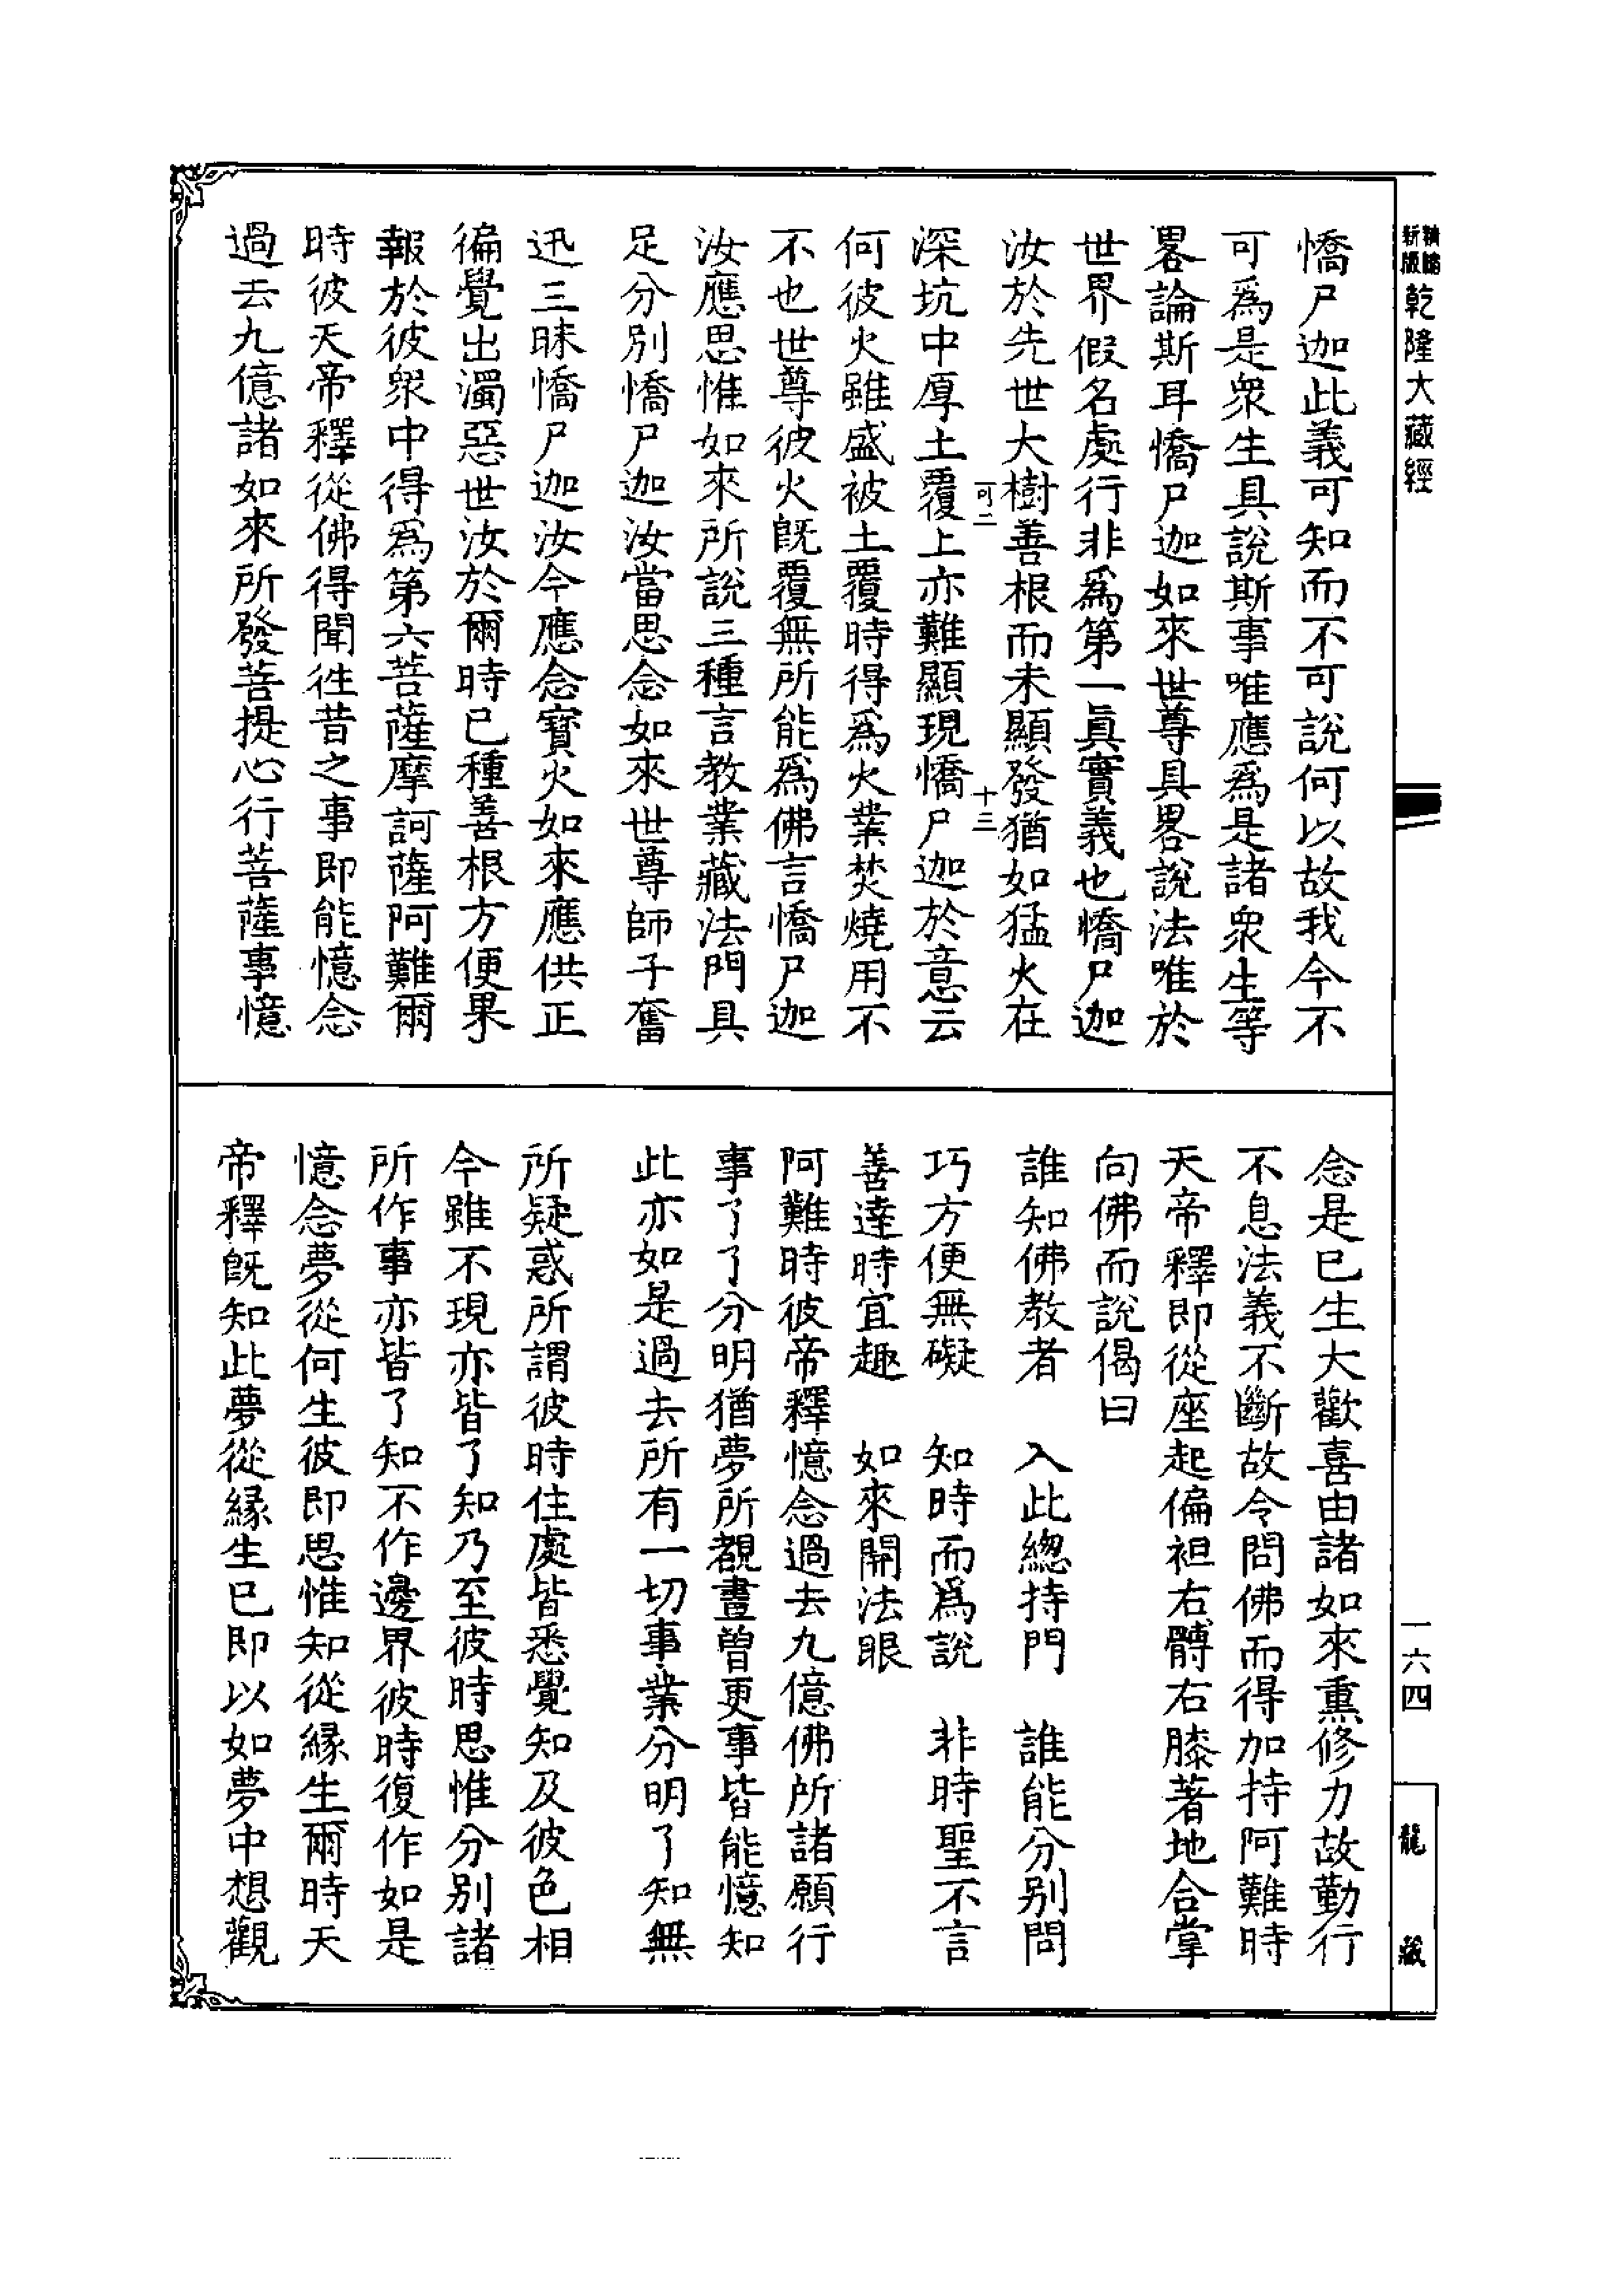 新版
乾隆大藏經
憍尸迦此義可知而不可說何以故我今不
可爲是衆生具說斯事唯應爲是諸衆生等
畧論斯耳憍尸迦如來世尊具畧說法唯於
世界假名處行非爲第一眞實義也憍尸迦
汝於先世大樹善根而未顯發猶如猛火在
可二
十三
深坑中厚土覆上亦難顯現憍尸迦於意云
何彼火雖盛被土覆時得爲火業焚燒用不
不也世尊彼火旣覆無所能爲佛言憍尸迦
汝應思惟如來所說三種言教業藏法門具
足分別憍尸迦汝當思念如來世尊師子奮
迅三昧憍尸迦汝今應念寳火如來應供正
徧覺出濁惡世汝於爾時已種善根方便果
報於彼衆中得爲第六菩薩摩訶薩阿難爾
時彼天帝釋從佛得聞徃昔之事即能憶念
過去九億諸如來所發菩提心行菩薩事憶
念是巳生大歡喜由諸如來熏修力故勤行
不息法義不斷故令問佛而得加持阿難時
天帝釋即從座起偏袒右髆右膝著地合掌
向佛而說偈曰
誰知佛教者　入此總持門　誰能分別問
巧方便無礙　知時而爲說　非時聖不言
善達時宜趣　如來開法眼
阿難時彼帝釋憶念過去九億佛所諸願行
事了了分明猶夢所覩晝曾更事皆能憶知
此亦如是過去所有一切事業分明了知無
所疑惑所謂彼時住處皆悉覺知及彼色相
今雖不現亦皆了知乃至彼時思惟分別諸
所作事亦皆了知不作邊界彼時復作如是
憶念夢從何生彼即思惟知從緣生爾時天
帝釋旣知此夢從緣生巳即以如夢中想觀
一六四
龍藏